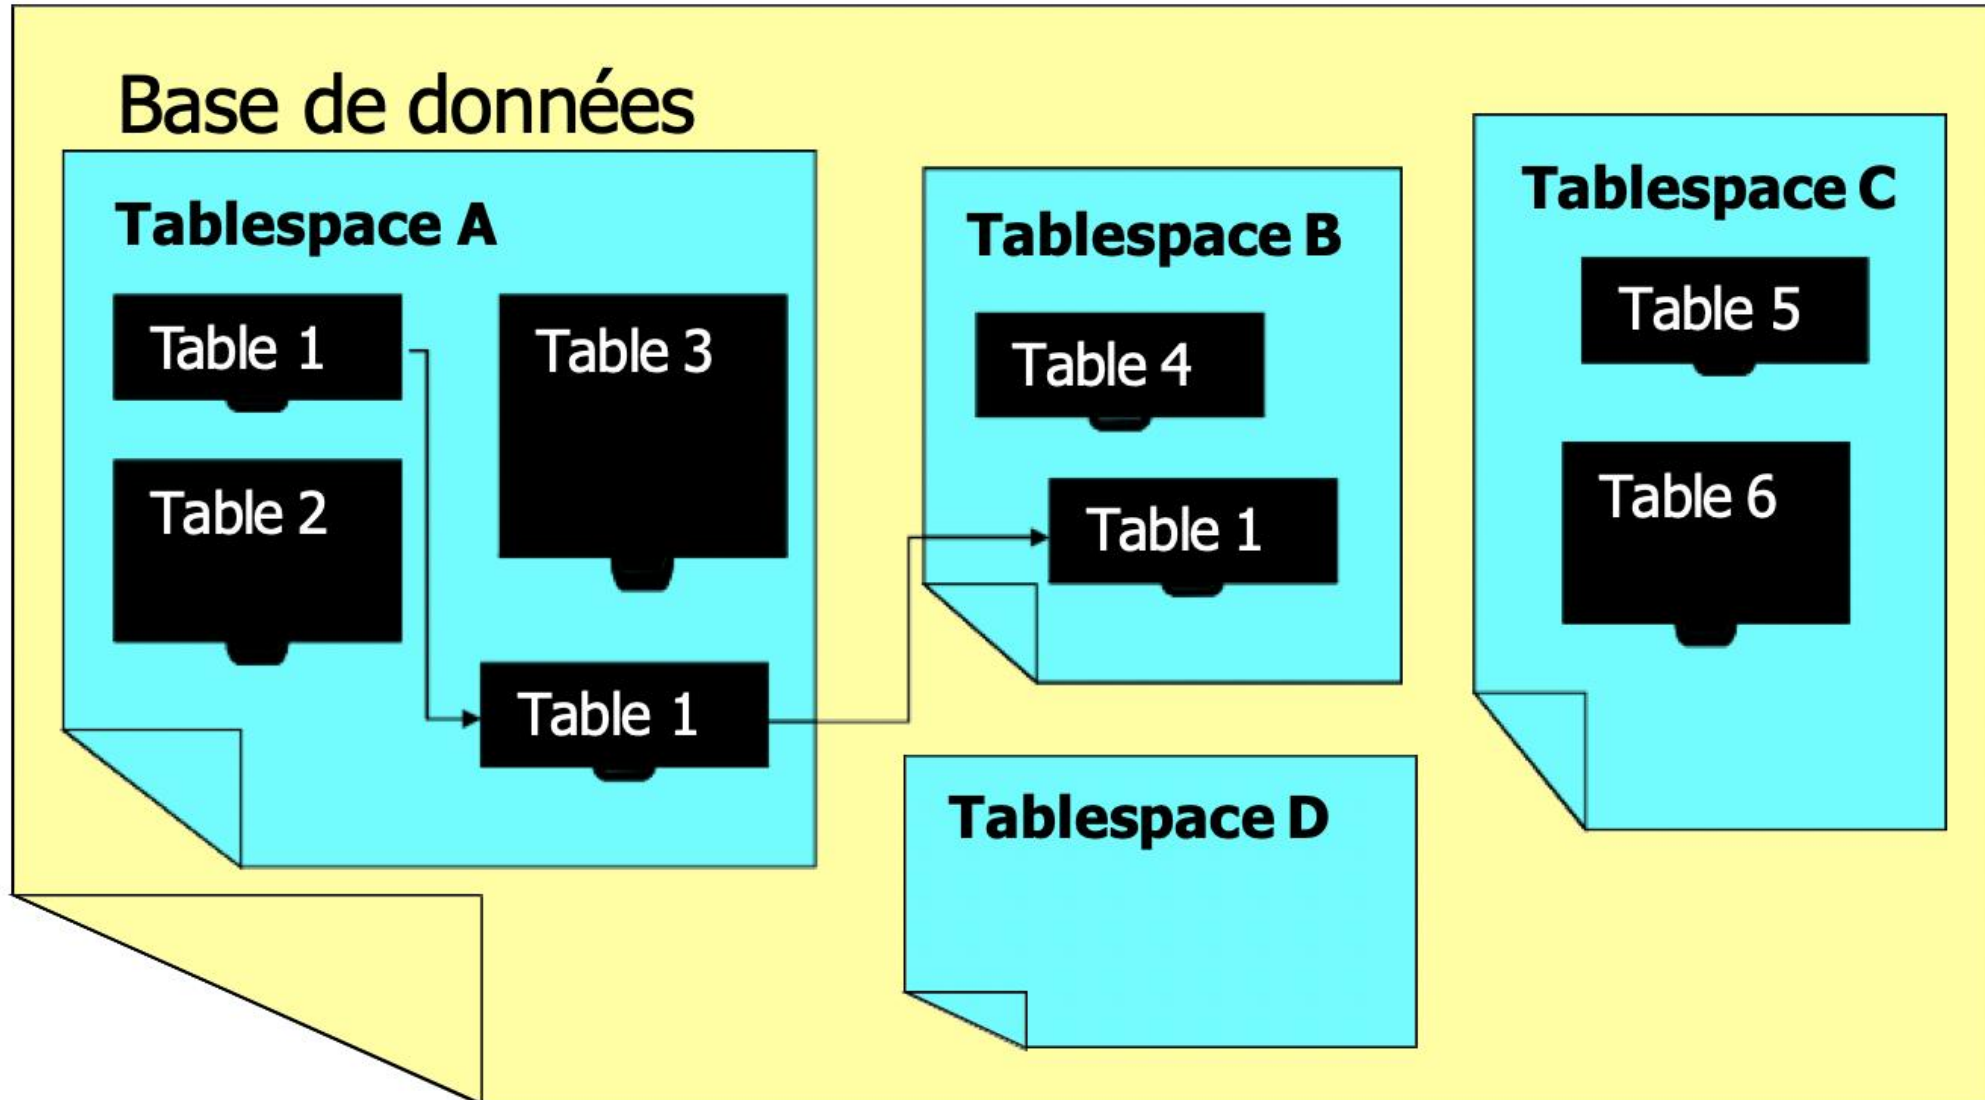 Base de données
Tablespace A
Table 1
Table 3
Table 2
Table 1
Tablespace B
Table 4
Table 1
Tablespace C
Table 5
Table 6
Tablespace D